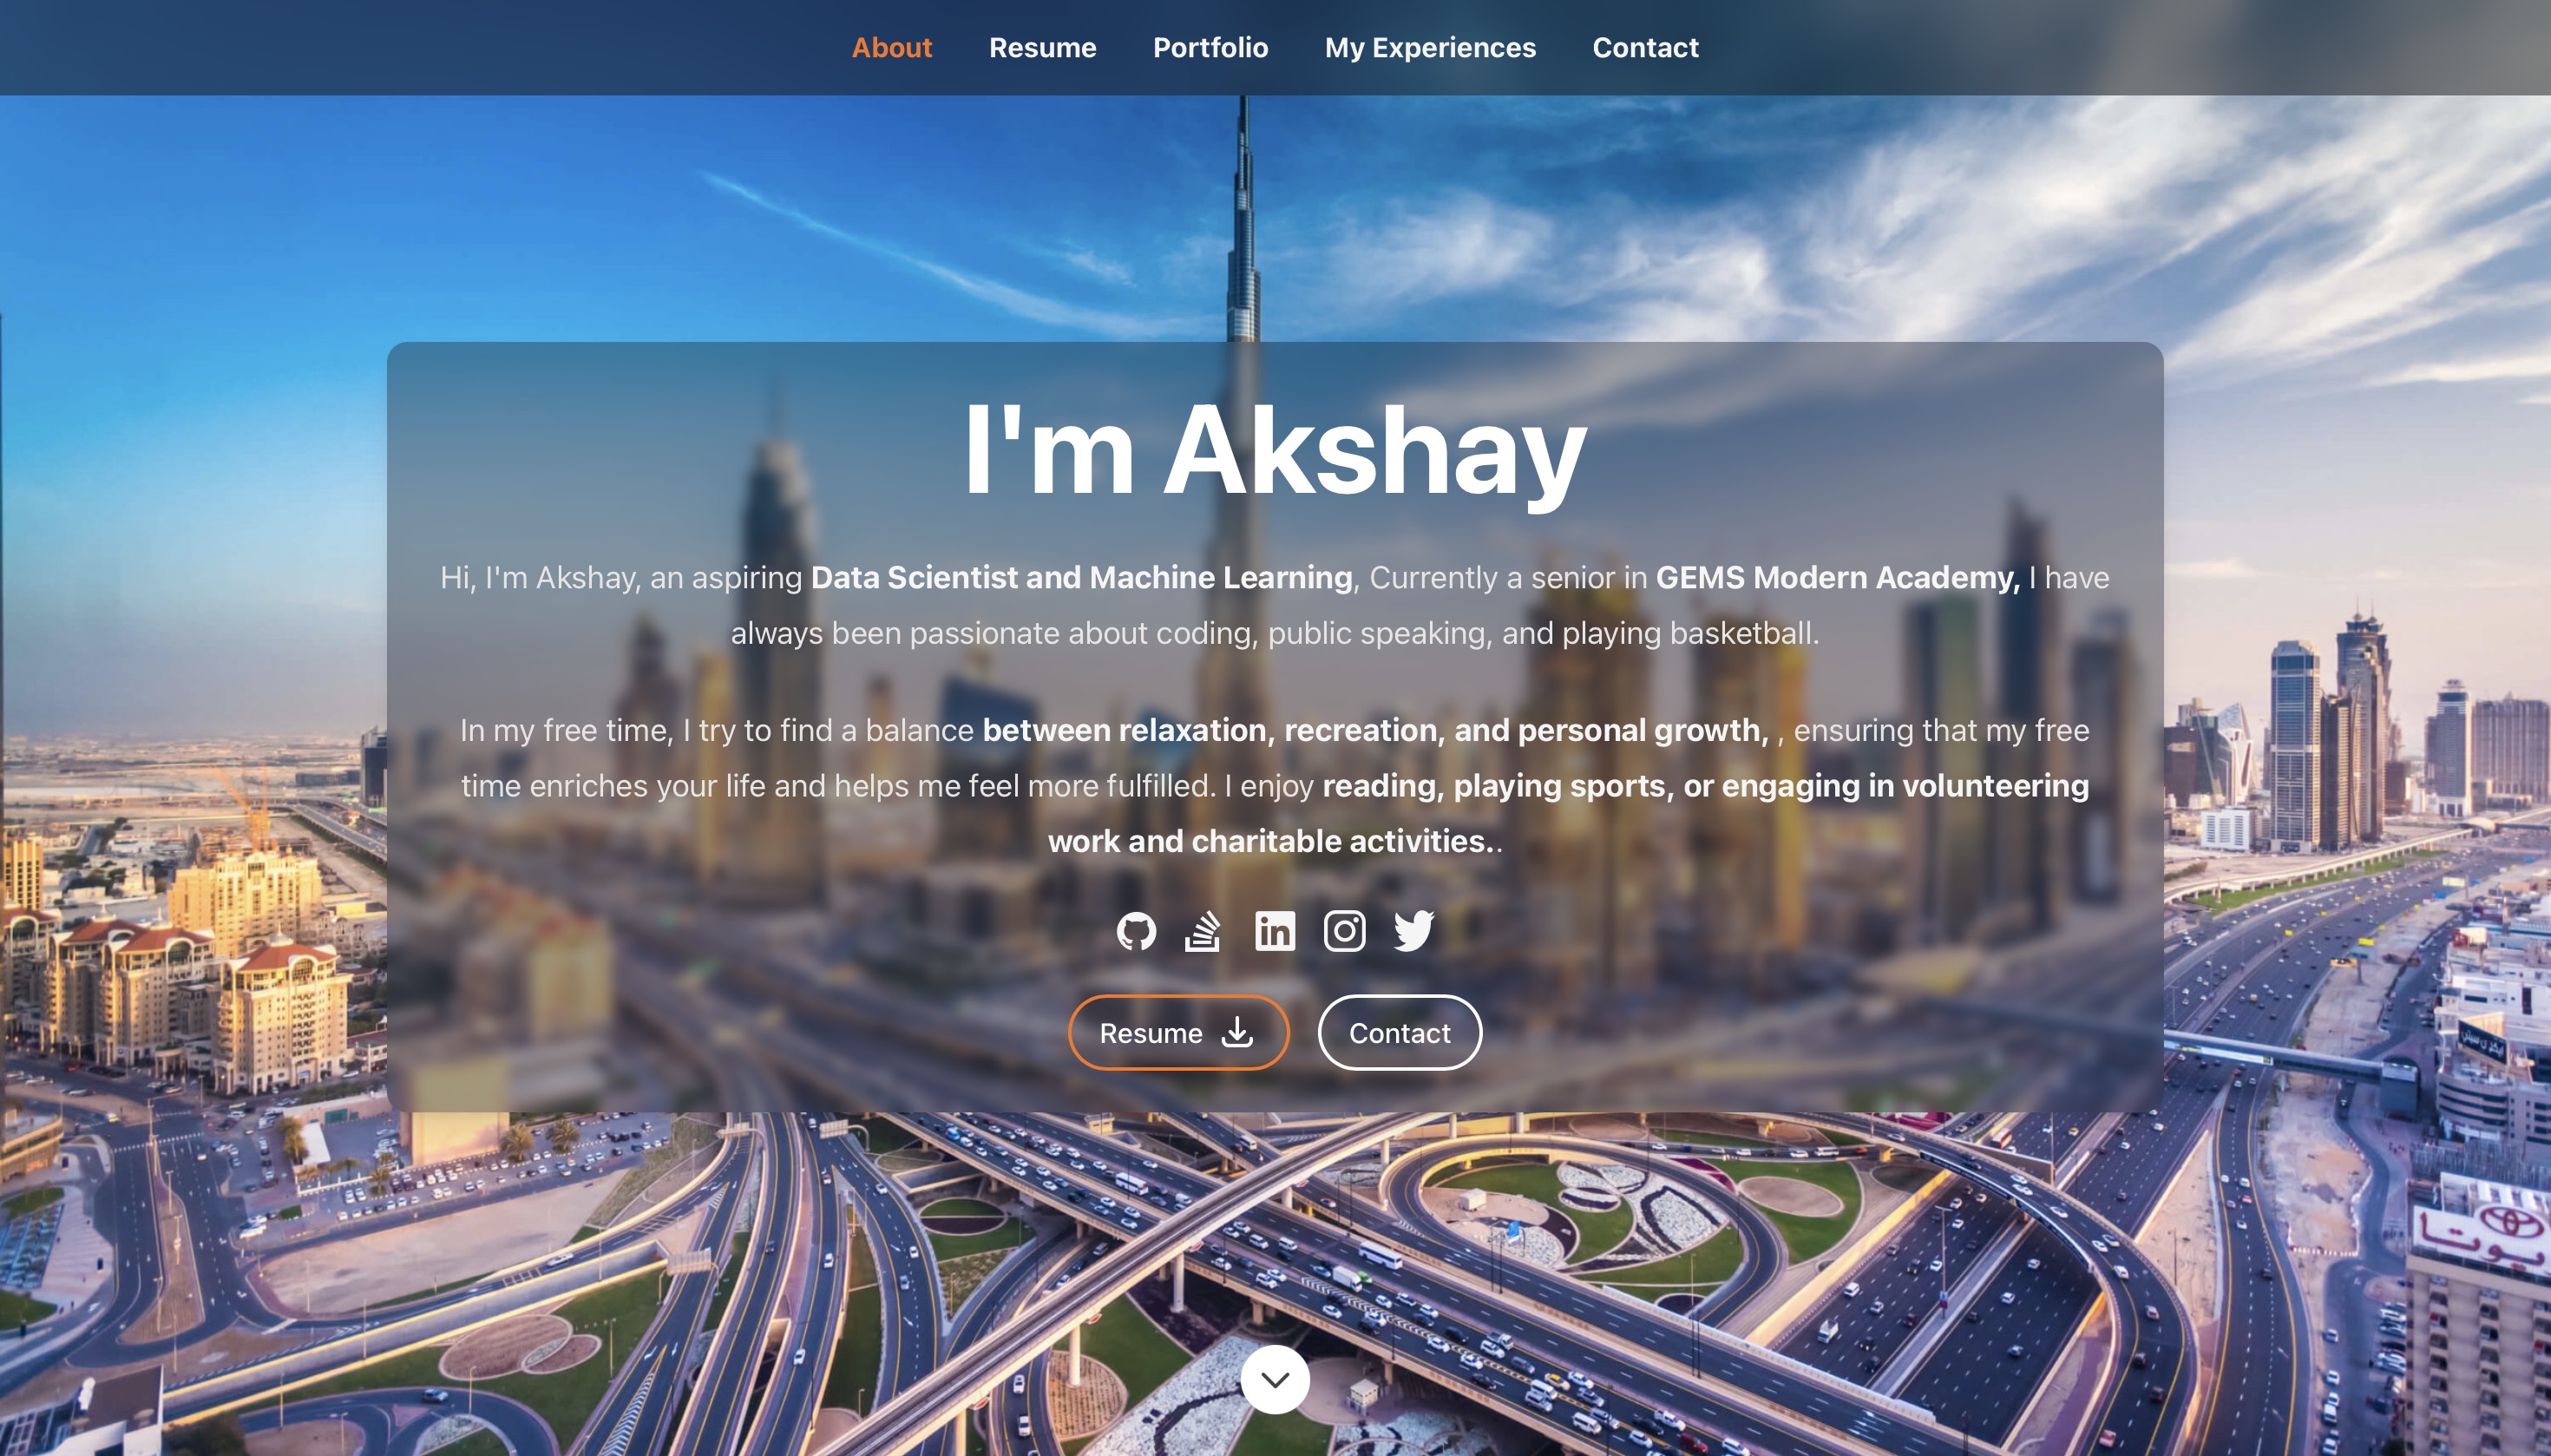 About Resume Portfolio My Experiences Contact
I'm Akshay
Hi, I'm Akshay, an aspiring Data Scientist and Machine Learning, Currently a senior in GEMS Modern Academy, I have
always been passionate about coding, public speaking, and playing basketball.
In my free time, I try to find a balance between relaxation, recreation, and personal growth, , ensuring that my free
time enriches your life and helps me feel more fulfilled. I enjoy reading, playing sports, or engaging in volunteering
work and charitable activities..
in
Resume Contact